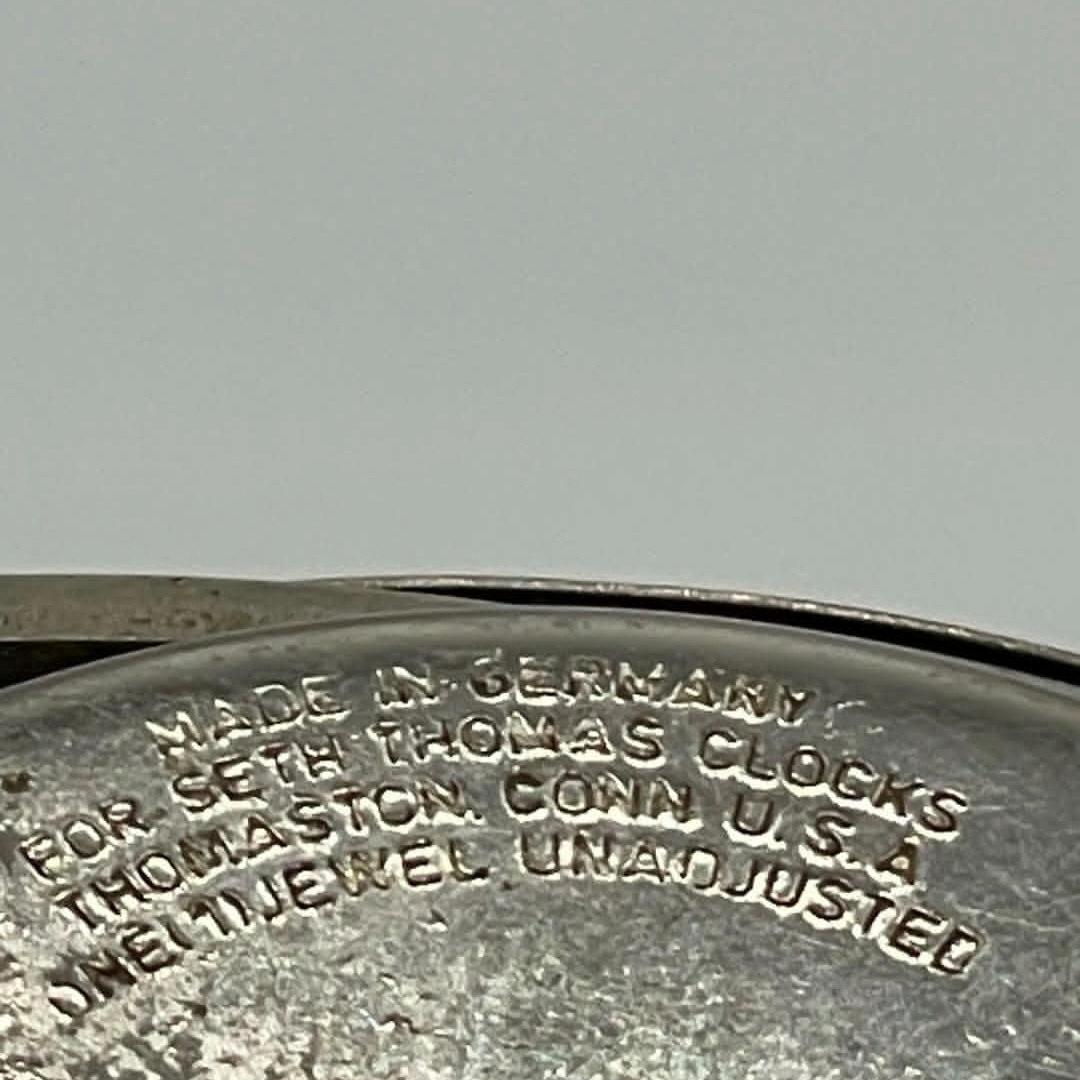 MADE IN GERMANY
FOR SETH THOMAS CLOCKS
THOMASTON. CONN U.S.A
ONE(1)JEWEL UNADJUSTED